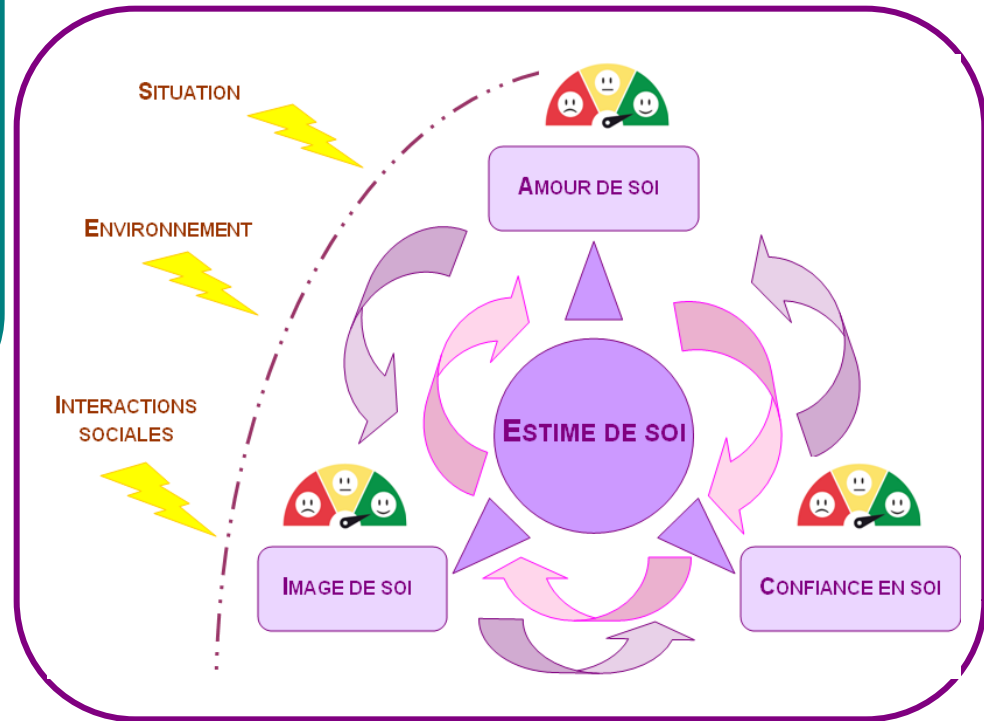 SITUATION
AMOUR DE SOI
ENVIRONNEMENT
INTERACTIONS
SOCIALES
ESTIME DE SOI
IMAGE DE SOI
CONFIANCE EN SOI